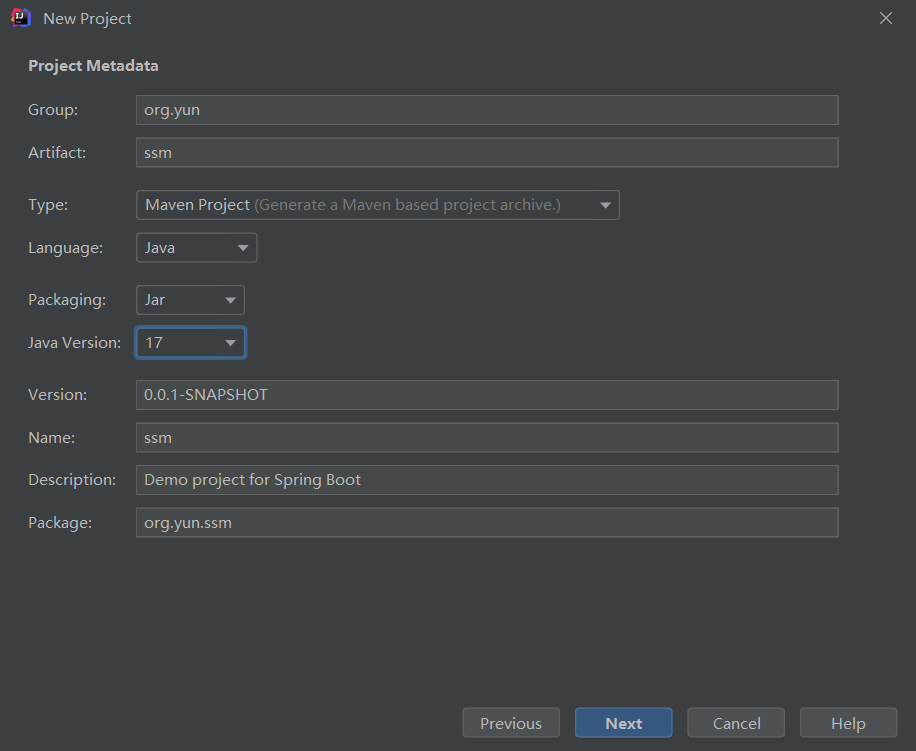 New Project
Project Metadata
Group: org.yun
Artifact: ssm
Type: Maven Project (Generate a Maven based project archive.)
Language: Java
Packaging: Jar
Java Version: 17
Version: 0.0.1-SNAPSHOT
Name: ssm
Description: Demo project for Spring Boot
Package: org.yun.ssm
Previous Next Cancel Help